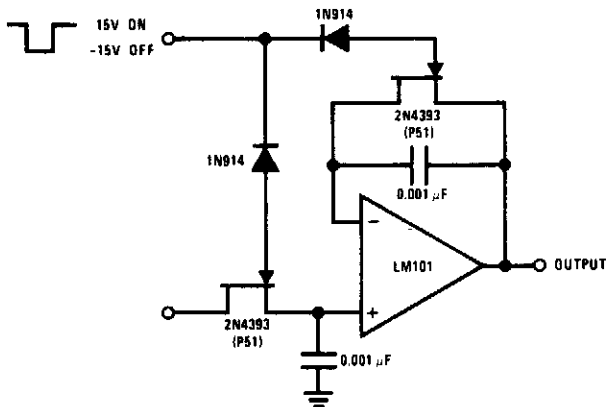 15V ON
-15V OFF
1N914
2N4393
(P51)
1N914
0.001 µF
−
LM101
OUTPUT
+
2N4393
(P51)
0.001 µF